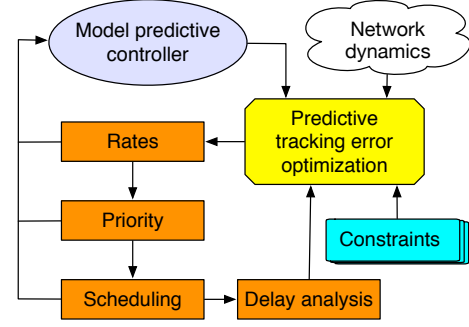 Model predictive
controller
Network
dynamics
Predictive
tracking error
optimization
Rates
Priority
Constraints
Scheduling
Delay analysis